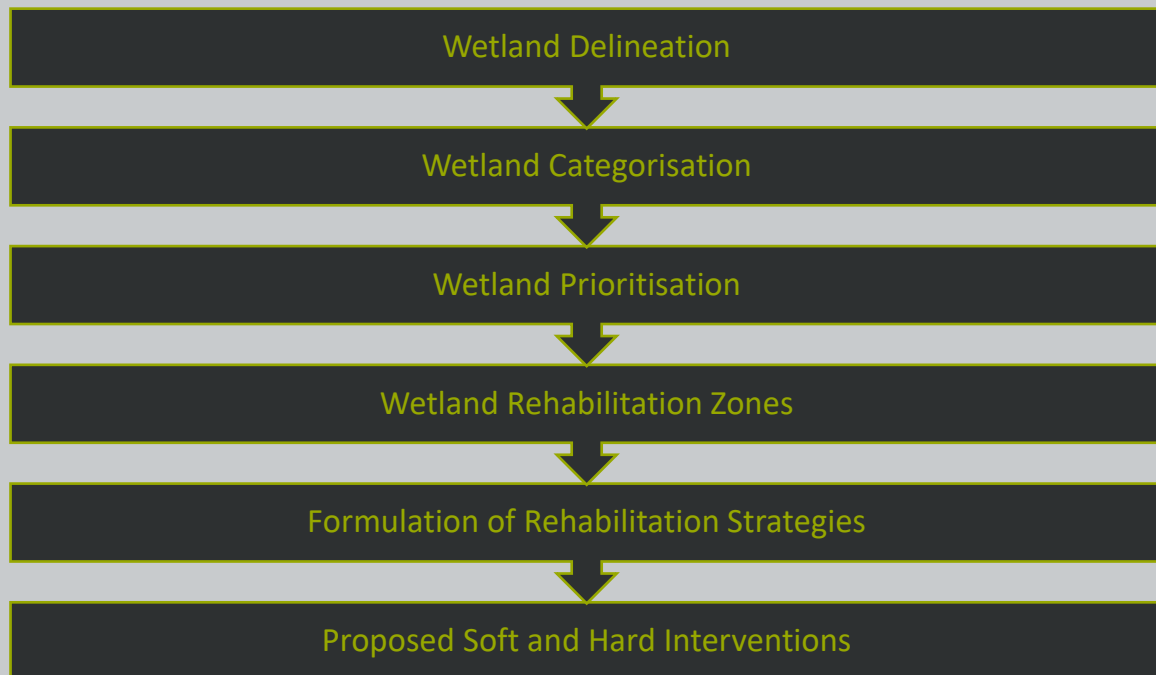 Wetland Delineation
Wetland Categorisation
Wetland Prioritisation
Wetland Rehabilitation Zones
Formulation of Rehabilitation Strategies
Proposed Soft and Hard Interventions